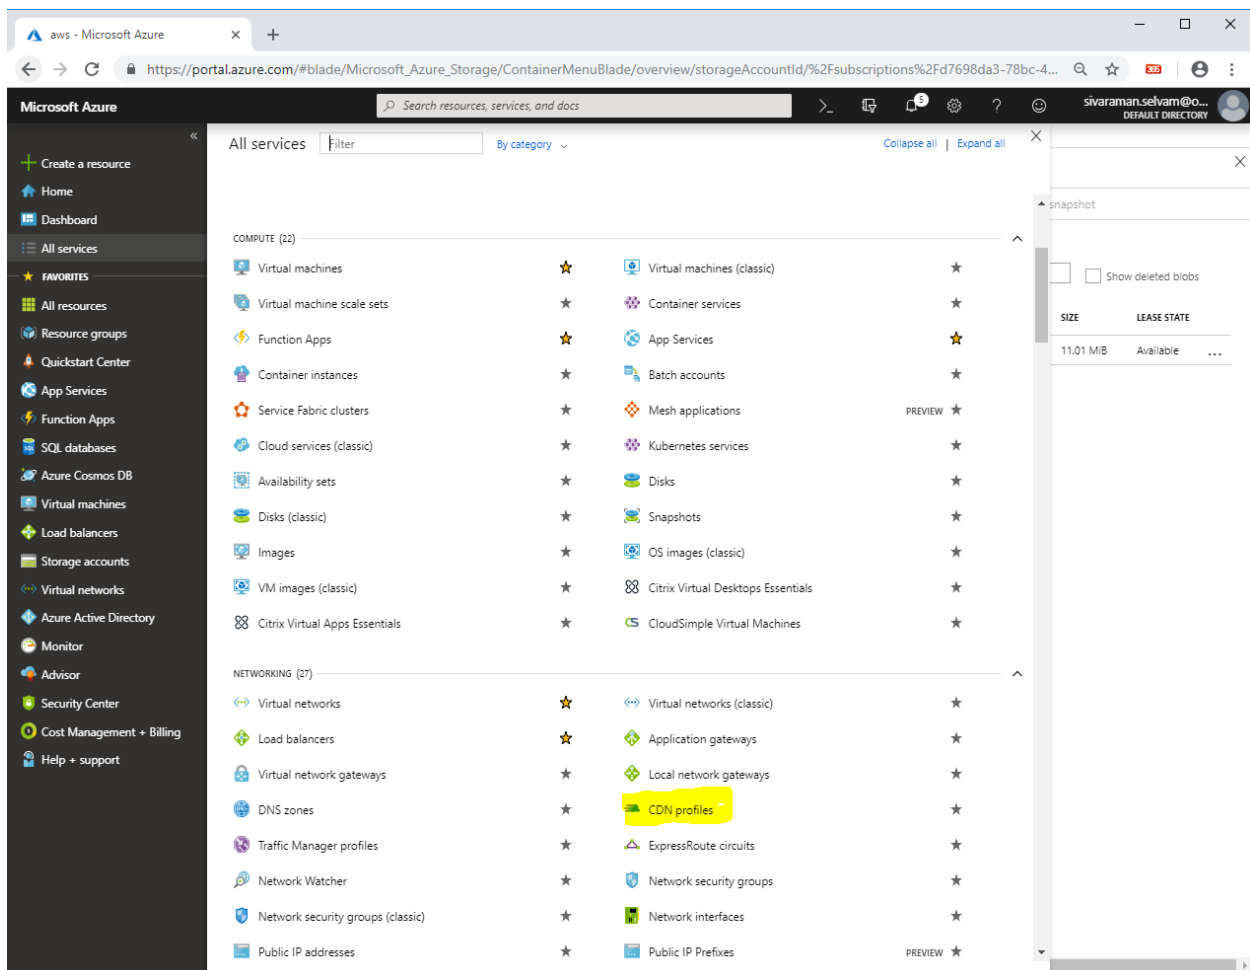 aws - Microsoft Azure
https://portal.azure.com/#blade/Microsoft_Azure_Storage/ContainerMenuBlade/overview/storageAccountId/%2Fsubscriptions%2Fd7698da3-78bc-4...
365
Microsoft Azure
Search resources, services, and docs
5
sivaraman.selvam@o...
DEFAULT DIRECTORY
All services
Filter
By category
Collapse all | Expand all
Create a resource
Home
Dashboard
All services
FAVORITES
All resources
Resource groups
Quickstart Center
App Services
Function Apps
SQL databases
Azure Cosmos DB
Virtual machines
Load balancers
Storage accounts
Virtual networks
Azure Active Directory
Monitor
Advisor
Security Center
Cost Management + Billing
Help + support
COMPUTE (22)
Virtual machines
Virtual machines (classic)
Virtual machine scale sets
Container services
Function Apps
App Services
Container instances
Batch accounts
Service Fabric clusters
Mesh applications PREVIEW
Cloud services (classic)
Kubernetes services
Availability sets
Disks
Disks (classic)
Snapshots
Images
OS images (classic)
VM images (classic)
Citrix Virtual Desktops Essentials
Citrix Virtual Apps Essentials
CS CloudSimple Virtual Machines
NETWORKING (27)
Virtual networks
Virtual networks (classic)
Load balancers
Application gateways
Virtual network gateways
Local network gateways
DNS zones
CDN profiles
Traffic Manager profiles
ExpressRoute circuits
Network Watcher
Network security groups
Network security groups (classic)
Network interfaces
Public IP addresses
Public IP Prefixes PREVIEW
snapshot
Show deleted blobs
SIZE LEASE STATE
11.01 MiB Available ...